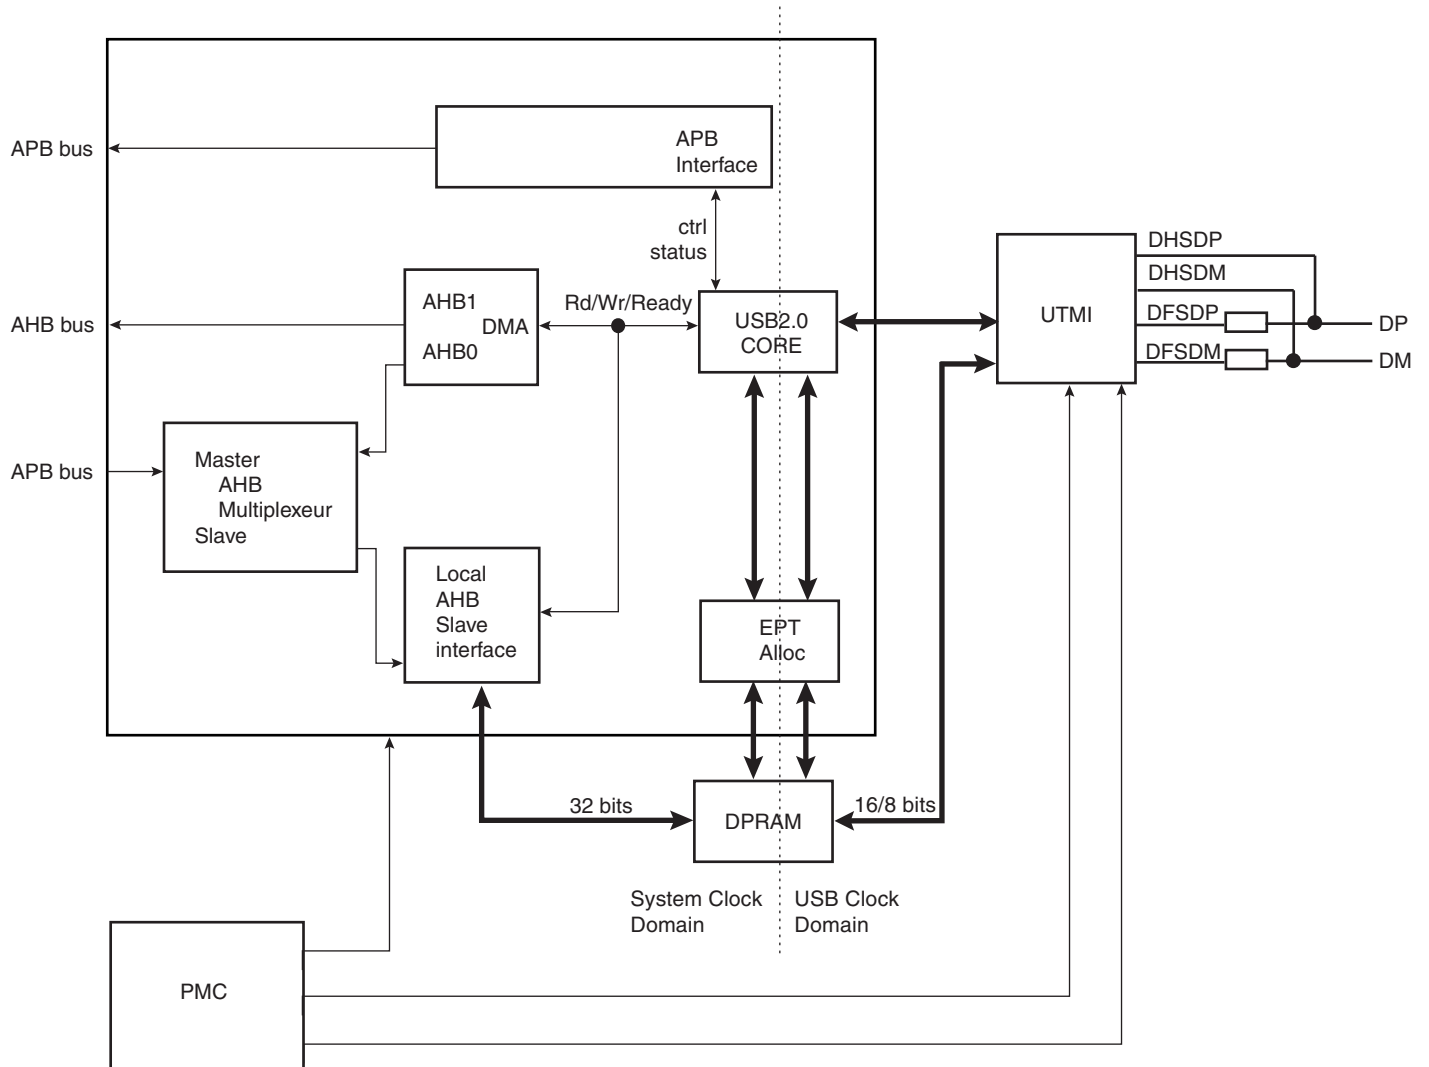 APB bus
APB
Interface
ctrl
status
AHB bus
AHB1
DMA
AHB0
Rd/Wr/Ready
USB2.0
CORE
UTMI
DHSDP
DHSDM
DFSDP
DFSDM
DP
DM
APB bus
Master
AHB
Multiplexeur
Slave
Local
AHB
Slave
interface
EPT
Alloc
32 bits
DPRAM
16/8 bits
System Clock
Domain
USB Clock
Domain
PMC